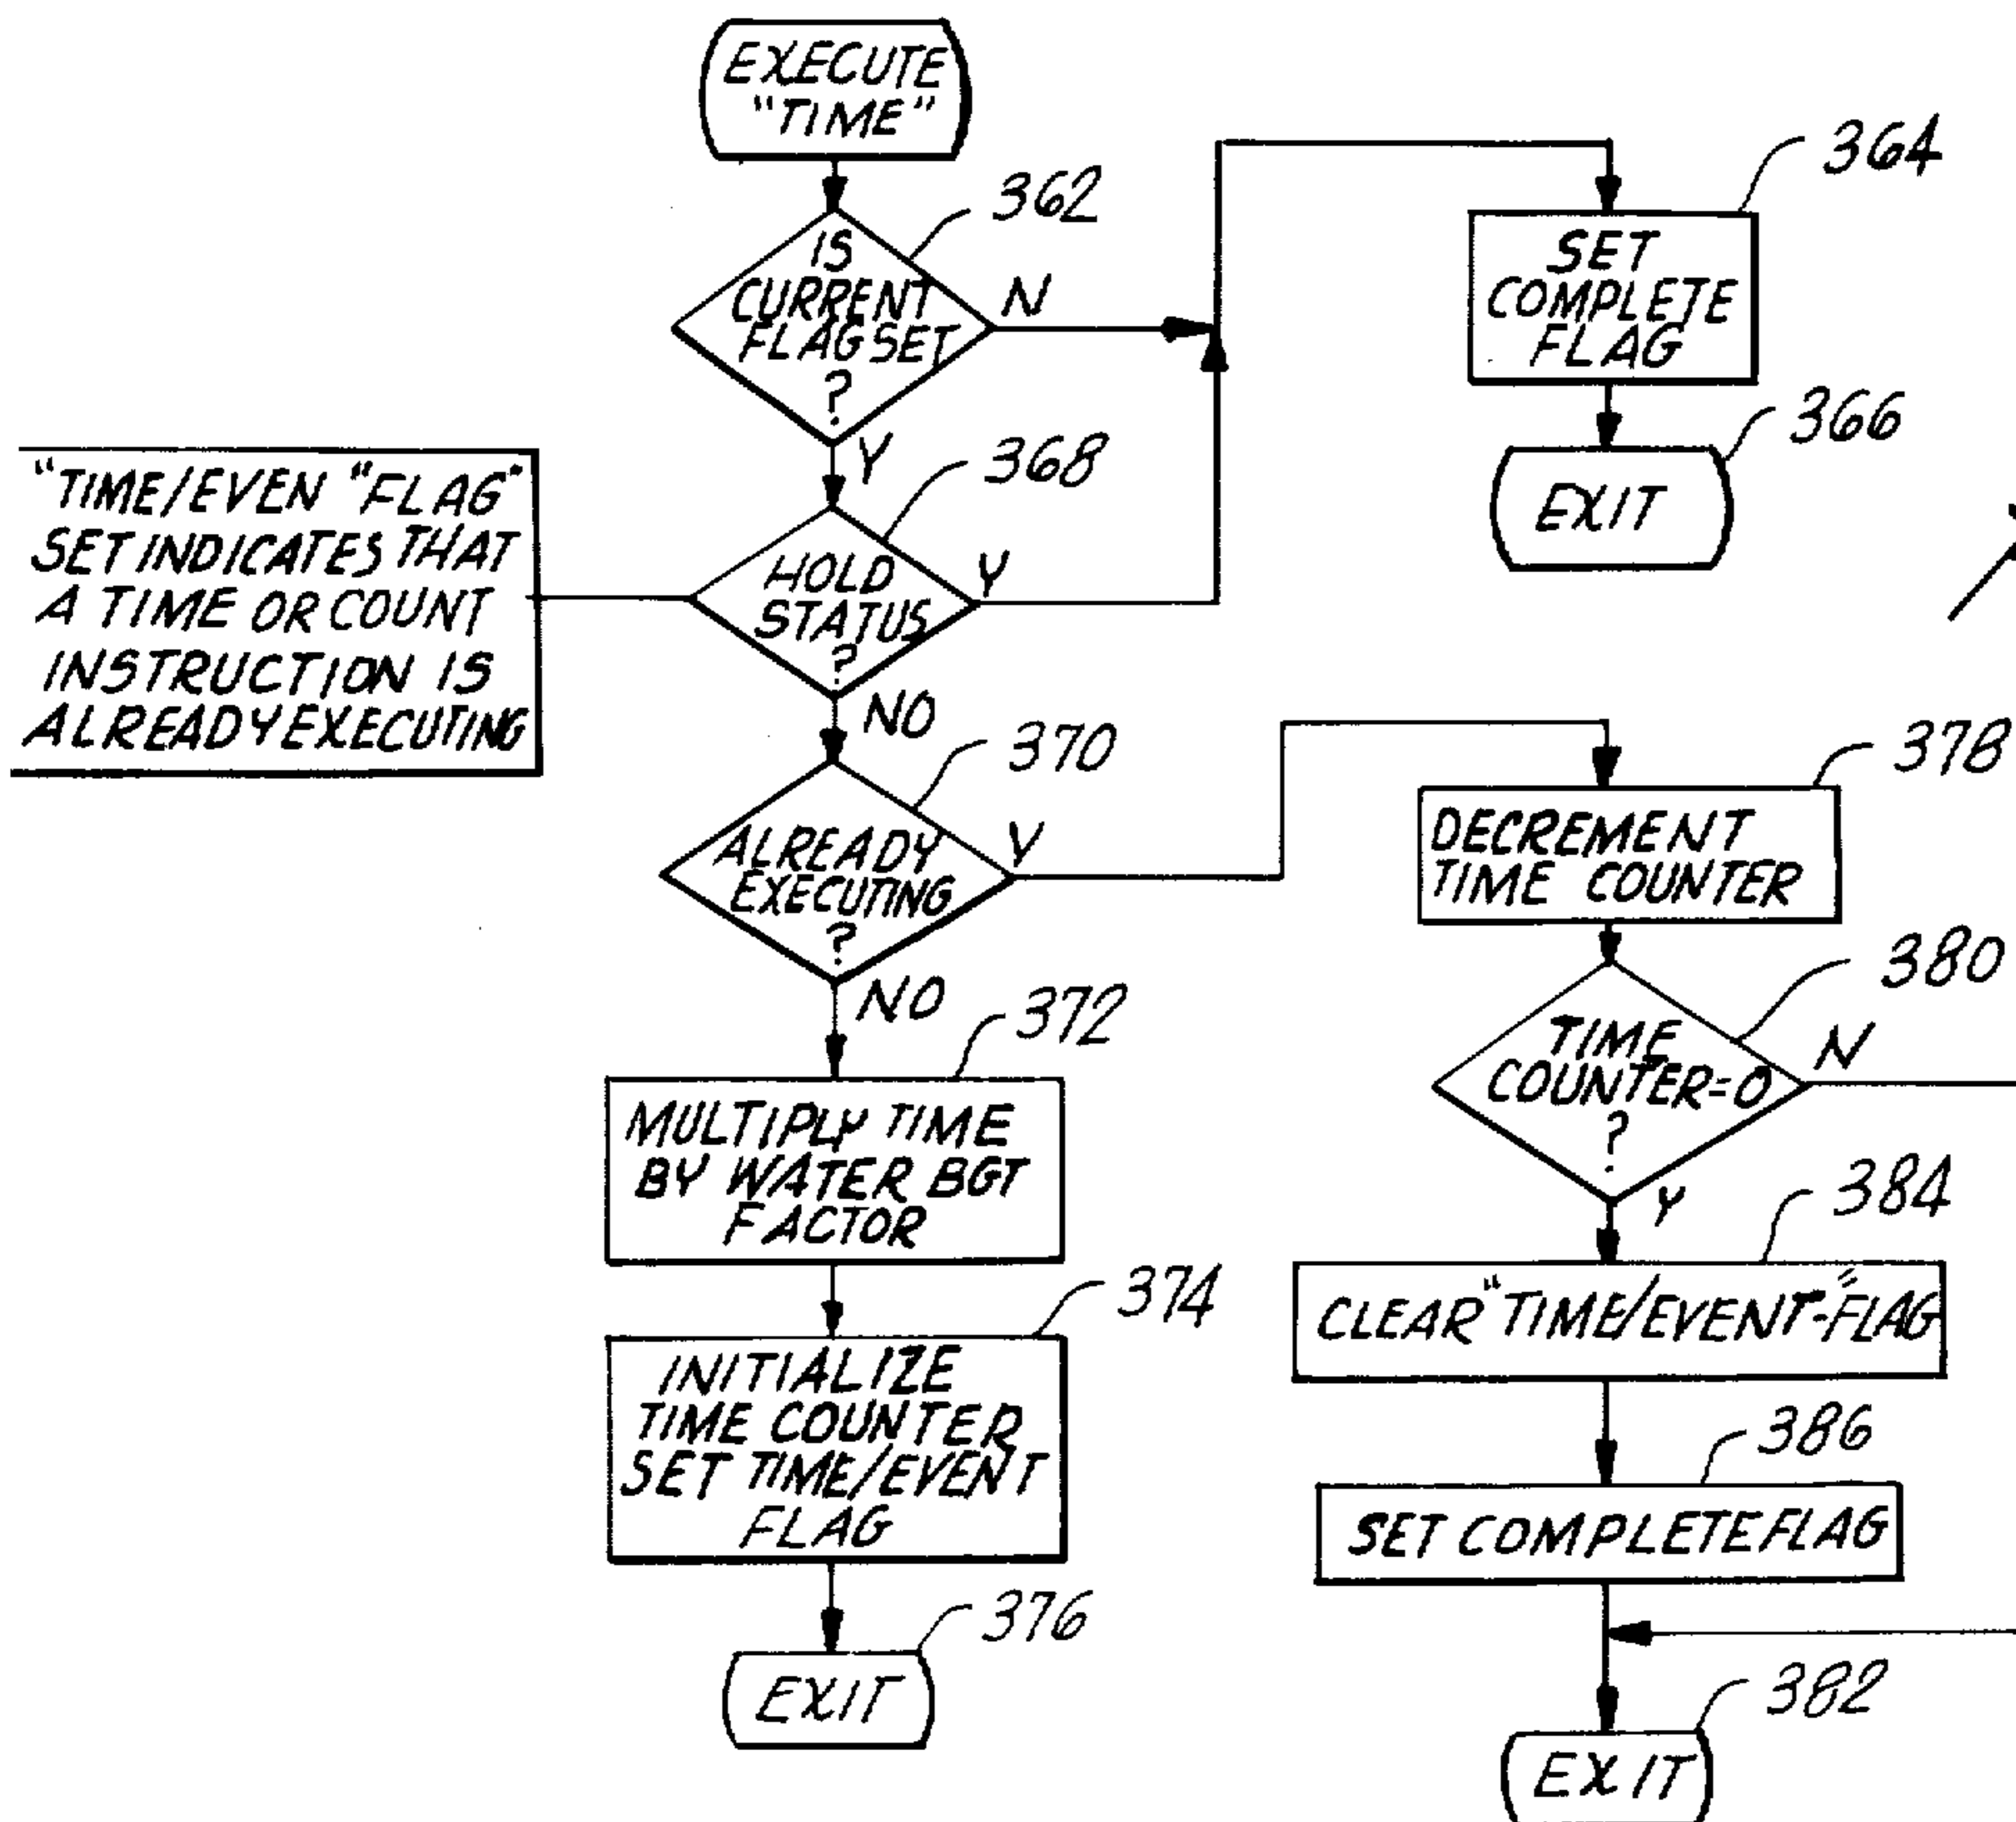 EXECUTE
"TIME"
362
IS
CURRENT
FLAG SET
?
N
Y
364
SET
COMPLETE
FLAG
366
EXIT
"TIME/EVEN "FLAG"
SET INDICATES THAT
A TIME OR COUNT
INSTRUCTION IS
ALREADY EXECUTING
368
HOLD
STATUS
?
Y
NO
370
ALREADY
EXECUTING
?
Y
NO
372
MULTIPLY TIME
BY WATER BGT
FACTOR
374
INITIALIZE
TIME COUNTER
SET TIME/EVENT
FLAG
376
EXIT
378
DECREMENT
TIME COUNTER
380
TIME
COUNTER=0
?
N
Y
384
CLEAR "TIME/EVENT-"FLAG
386
SET COMPLETE FLAG
382
EXIT